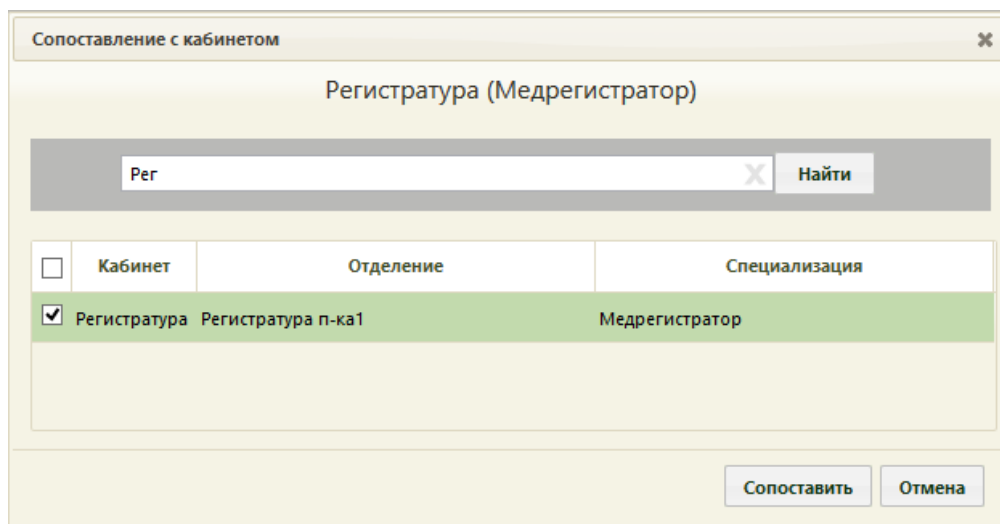 Сопоставление с кабинетом
Регистратура (Медрегистратор)
Рег X Найти
Кабинет Отделение Специализация
Регистратура Регистратура п-ка1 Медрегистратор
Сопоставить Отмена